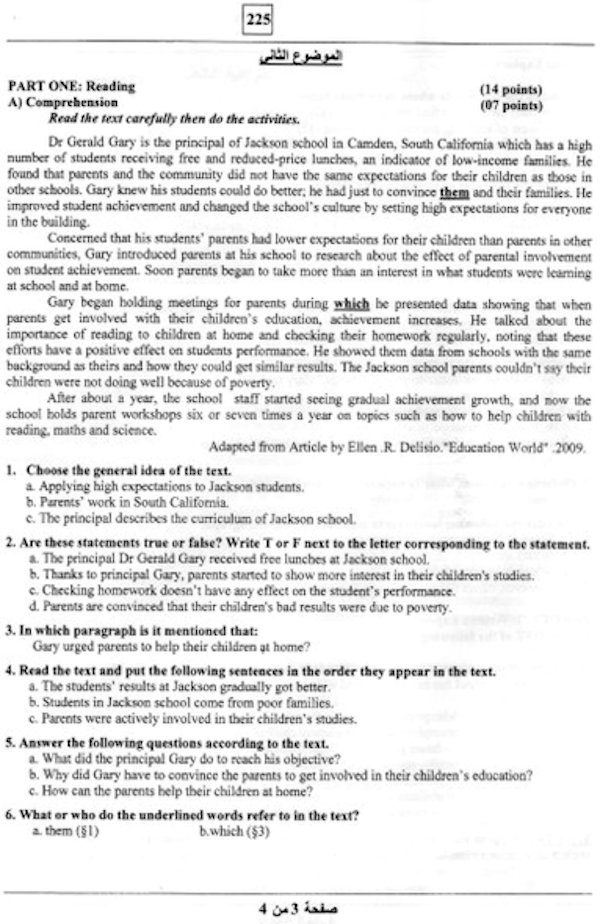 225
الموضوع الثاني
PART ONE: Reading (14 points)
A) Comprehension (07 points)
Read the text carefully then do the activities.
Dr Gerald Gary is the principal of Jackson school in Camden, South California which has a high
number of students receiving free and reduced-price lunches, an indicator of low-income families. He
found that parents and the community did not have the same expectations for their children as those in
other schools. Gary knew his students could do better; he had just to convince them and their families. He
improved student achievement and changed the school's culture by setting high expectations for everyone
in the building.
Concerned that his students' parents had lower expectations for their children than parents in other
communities, Gary introduced parents at his school to research about the effect of parental involvement
on student achievement. Soon parents began to take more than an interest in what students were learning
at school and at home.
Gary began holding meetings for parents during which he presented data showing that when
parents get involved with their children's education, achievement increases. He talked about the
importance of reading to children at home and checking their homework regularly, noting that these
efforts have a positive effect on students performance. He showed them data from schools with the same
background as theirs and how they could get similar results. The Jackson school parents couldn't say their
children were not doing well because of poverty.
After about a year, the school staff started seeing gradual achievement growth, and now the
school holds parent workshops six or seven times a year on topics such as how to help children with
reading, maths and science.
Adapted from Article by Ellen .R. Delisio."Education World" .2009.
1. Choose the general idea of the text.
a. Applying high expectations to Jackson students.
b. Parents' work in South California.
c. The principal describes the curriculum of Jackson school.
2. Are these statements true or false? Write T or F next to the letter corresponding to the statement.
a. The principal Dr Gerald Gary received free lunches at Jackson school.
b. Thanks to principal Gary, parents started to show more interest in their children's studies.
c. Checking homework doesn't have any effect on the student's performance.
d. Parents are convinced that their children's bad results were due to poverty.
3. In which paragraph is it mentioned that:
Gary urged parents to help their children at home?
4. Read the text and put the following sentences in the order they appear in the text.
a. The students' results at Jackson gradually got better.
b. Students in Jackson school come from poor families.
c. Parents were actively involved in their children's studies.
5. Answer the following questions according to the text.
a. What did the principal Gary do to reach his objective?
b. Why did Gary have to convince the parents to get involved in their children's education?
c. How can the parents help their children at home?
6. What or who do the underlined words refer to in the text?
a. them (§1) b.which (§3)
صفحة 3 من 4